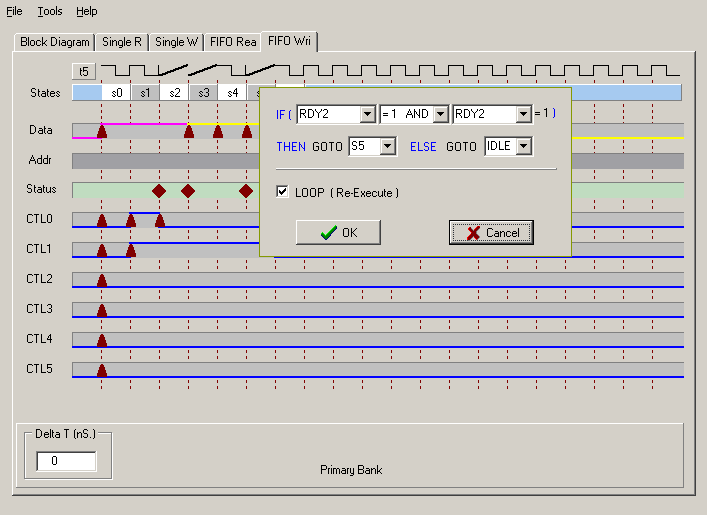 File Tools Help
Block Diagram Single R Single W FIFO Rea FIFO Wri
t5
States s0 s1 s2 s3 s4
IF ( RDY2 = 1 AND RDY2 = 1 )
Data
THEN GOTO S5 ELSE GOTO IDLE
Addr
Status
LOOP ( Re-Execute )
CTL0
OK Cancel
CTL1
CTL2
CTL3
CTL4
CTL5
Delta T (nS.)
0
Primary Bank